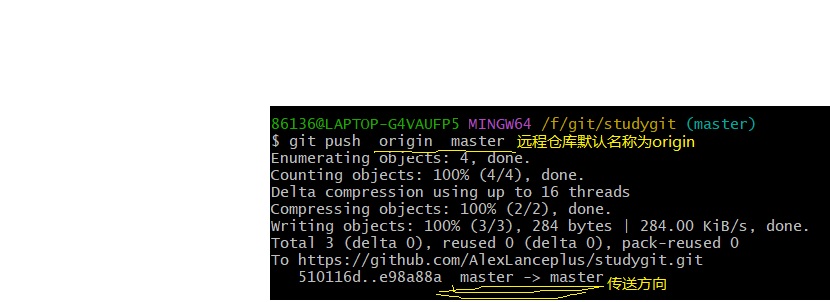 86136@LAPTOP-G4VAUFP5 MINGW64 /f/git/studygit (master)
$ git push  origin  master 远程仓库默认名称为origin
Enumerating objects: 4, done.
Counting objects: 100% (4/4), done.
Delta compression using up to 16 threads
Compressing objects: 100% (2/2), done.
Writing objects: 100% (3/3), 284 bytes | 284.00 KiB/s, done.
Total 3 (delta 0), reused 0 (delta 0), pack-reused 0
To https://github.com/AlexLanceplus/studygit.git
   510116d..e98a88a  master -> master 传送方向